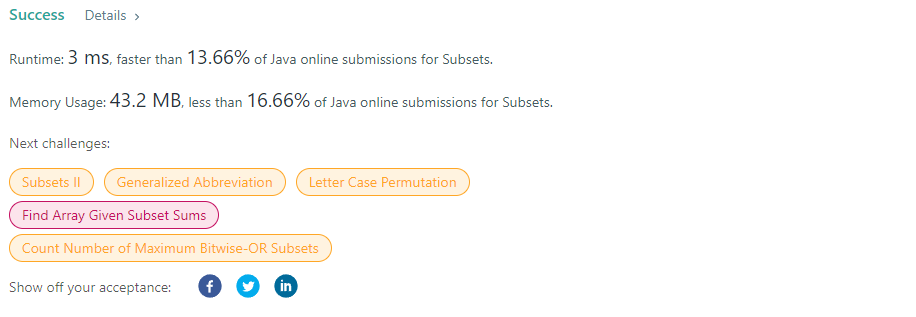 Success Details >
Runtime: 3 ms, faster than 13.66% of Java online submissions for Subsets.
Memory Usage: 43.2 MB, less than 16.66% of Java online submissions for Subsets.
Next challenges:
Subsets II Generalized Abbreviation Letter Case Permutation
Find Array Given Subset Sums
Count Number of Maximum Bitwise-OR Subsets
Show off your acceptance: f in